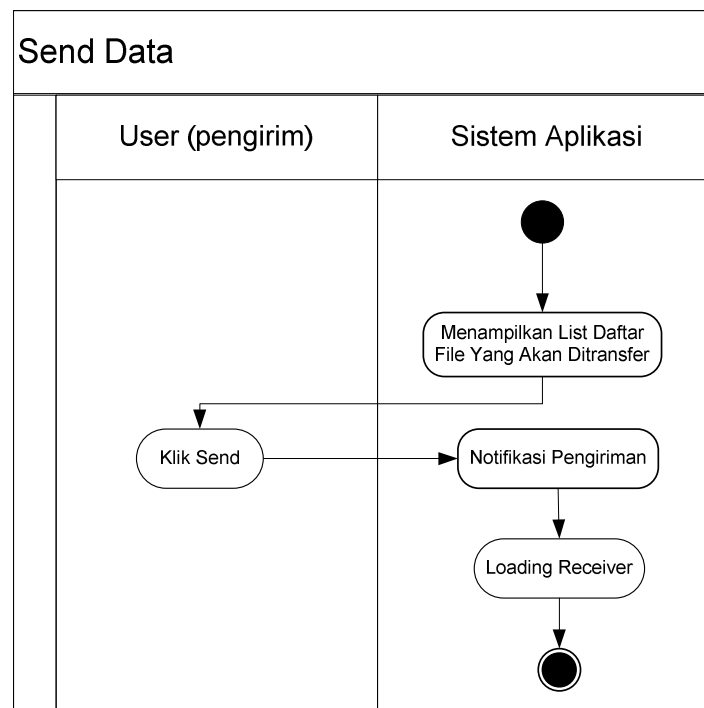 Send Data
User (pengirim)
Sistem Aplikasi
Menampilkan List Daftar
File Yang Akan Ditransfer
Klik Send
Notifikasi Pengiriman
Loading Receiver